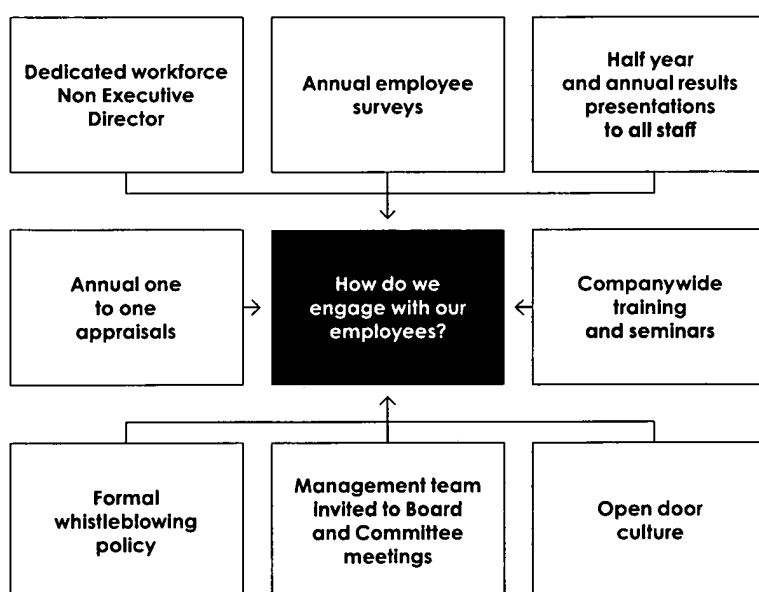 Dedicated workforce
Non Executive
Director
Annual employee
surveys
Half year
and annual results
presentations
to all staff
Annual one
to one
appraisals
How do we
engage with our
employees?
Companywide
training
and seminars
Formal
whistleblowing
policy
Management team
invited to Board
and Committee
meetings
Open door
culture